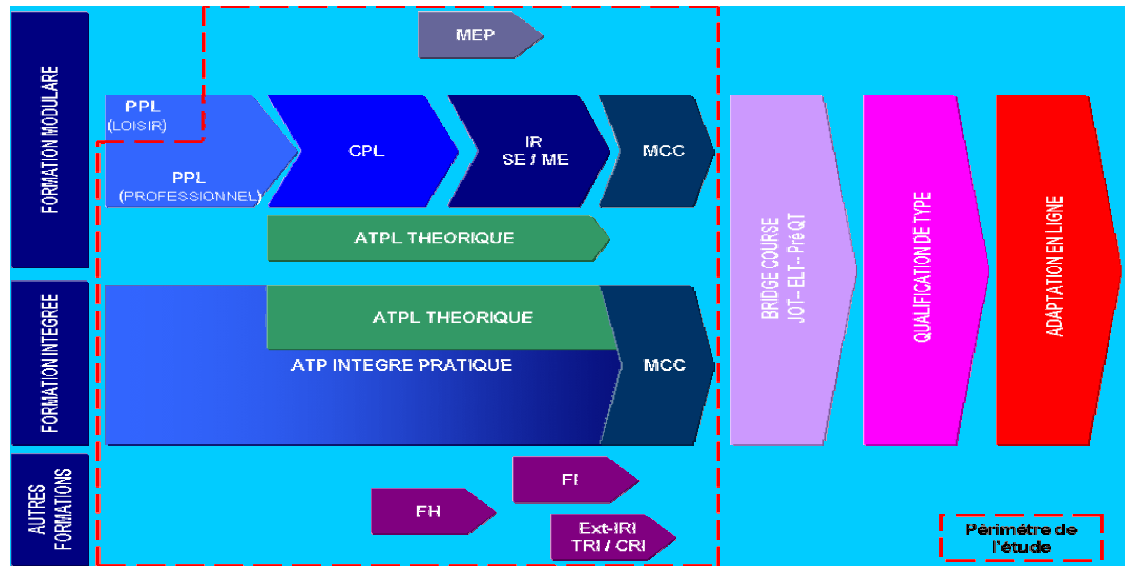 FORMATION MODULARE
MEP
PPL
(LOISIR)
PPL
(PROFESSIONNEL)
CPL
IR
SE / ME
MCC
ATPL THEORIQUE
FORMATION INTEGREE
ATPL THEORIQUE
ATP INTEGRE PRATIQUE
MCC
AUTRES
FORMATIONS
FH
FI
Ext-IRI
TRI / CRI
BRIDGE COURSE
JOT– ELT– Pré QT
QUALIFICATION DE TYPE
ADAPTATION EN LIGNE
Périmétre de
l'étude